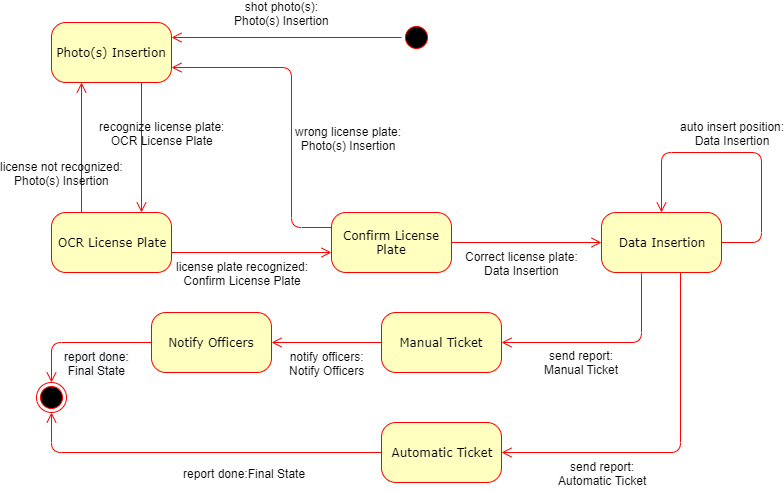 shot photo(s):
Photo(s) Insertion
Photo(s) Insertion
recognize license plate:
OCR License Plate
wrong license plate:
Photo(s) Insertion
auto insert position:
Data Insertion
license not recognized:
Photo(s) Insertion
OCR License Plate
Confirm License
Plate
Data Insertion
license plate recognized:
Confirm License Plate
Correct license plate:
Data Insertion
Notify Officers
Manual Ticket
report done:
Final State
notify officers:
Notify Officers
send report:
Manual Ticket
Automatic Ticket
report done:Final State
send report:
Automatic Ticket